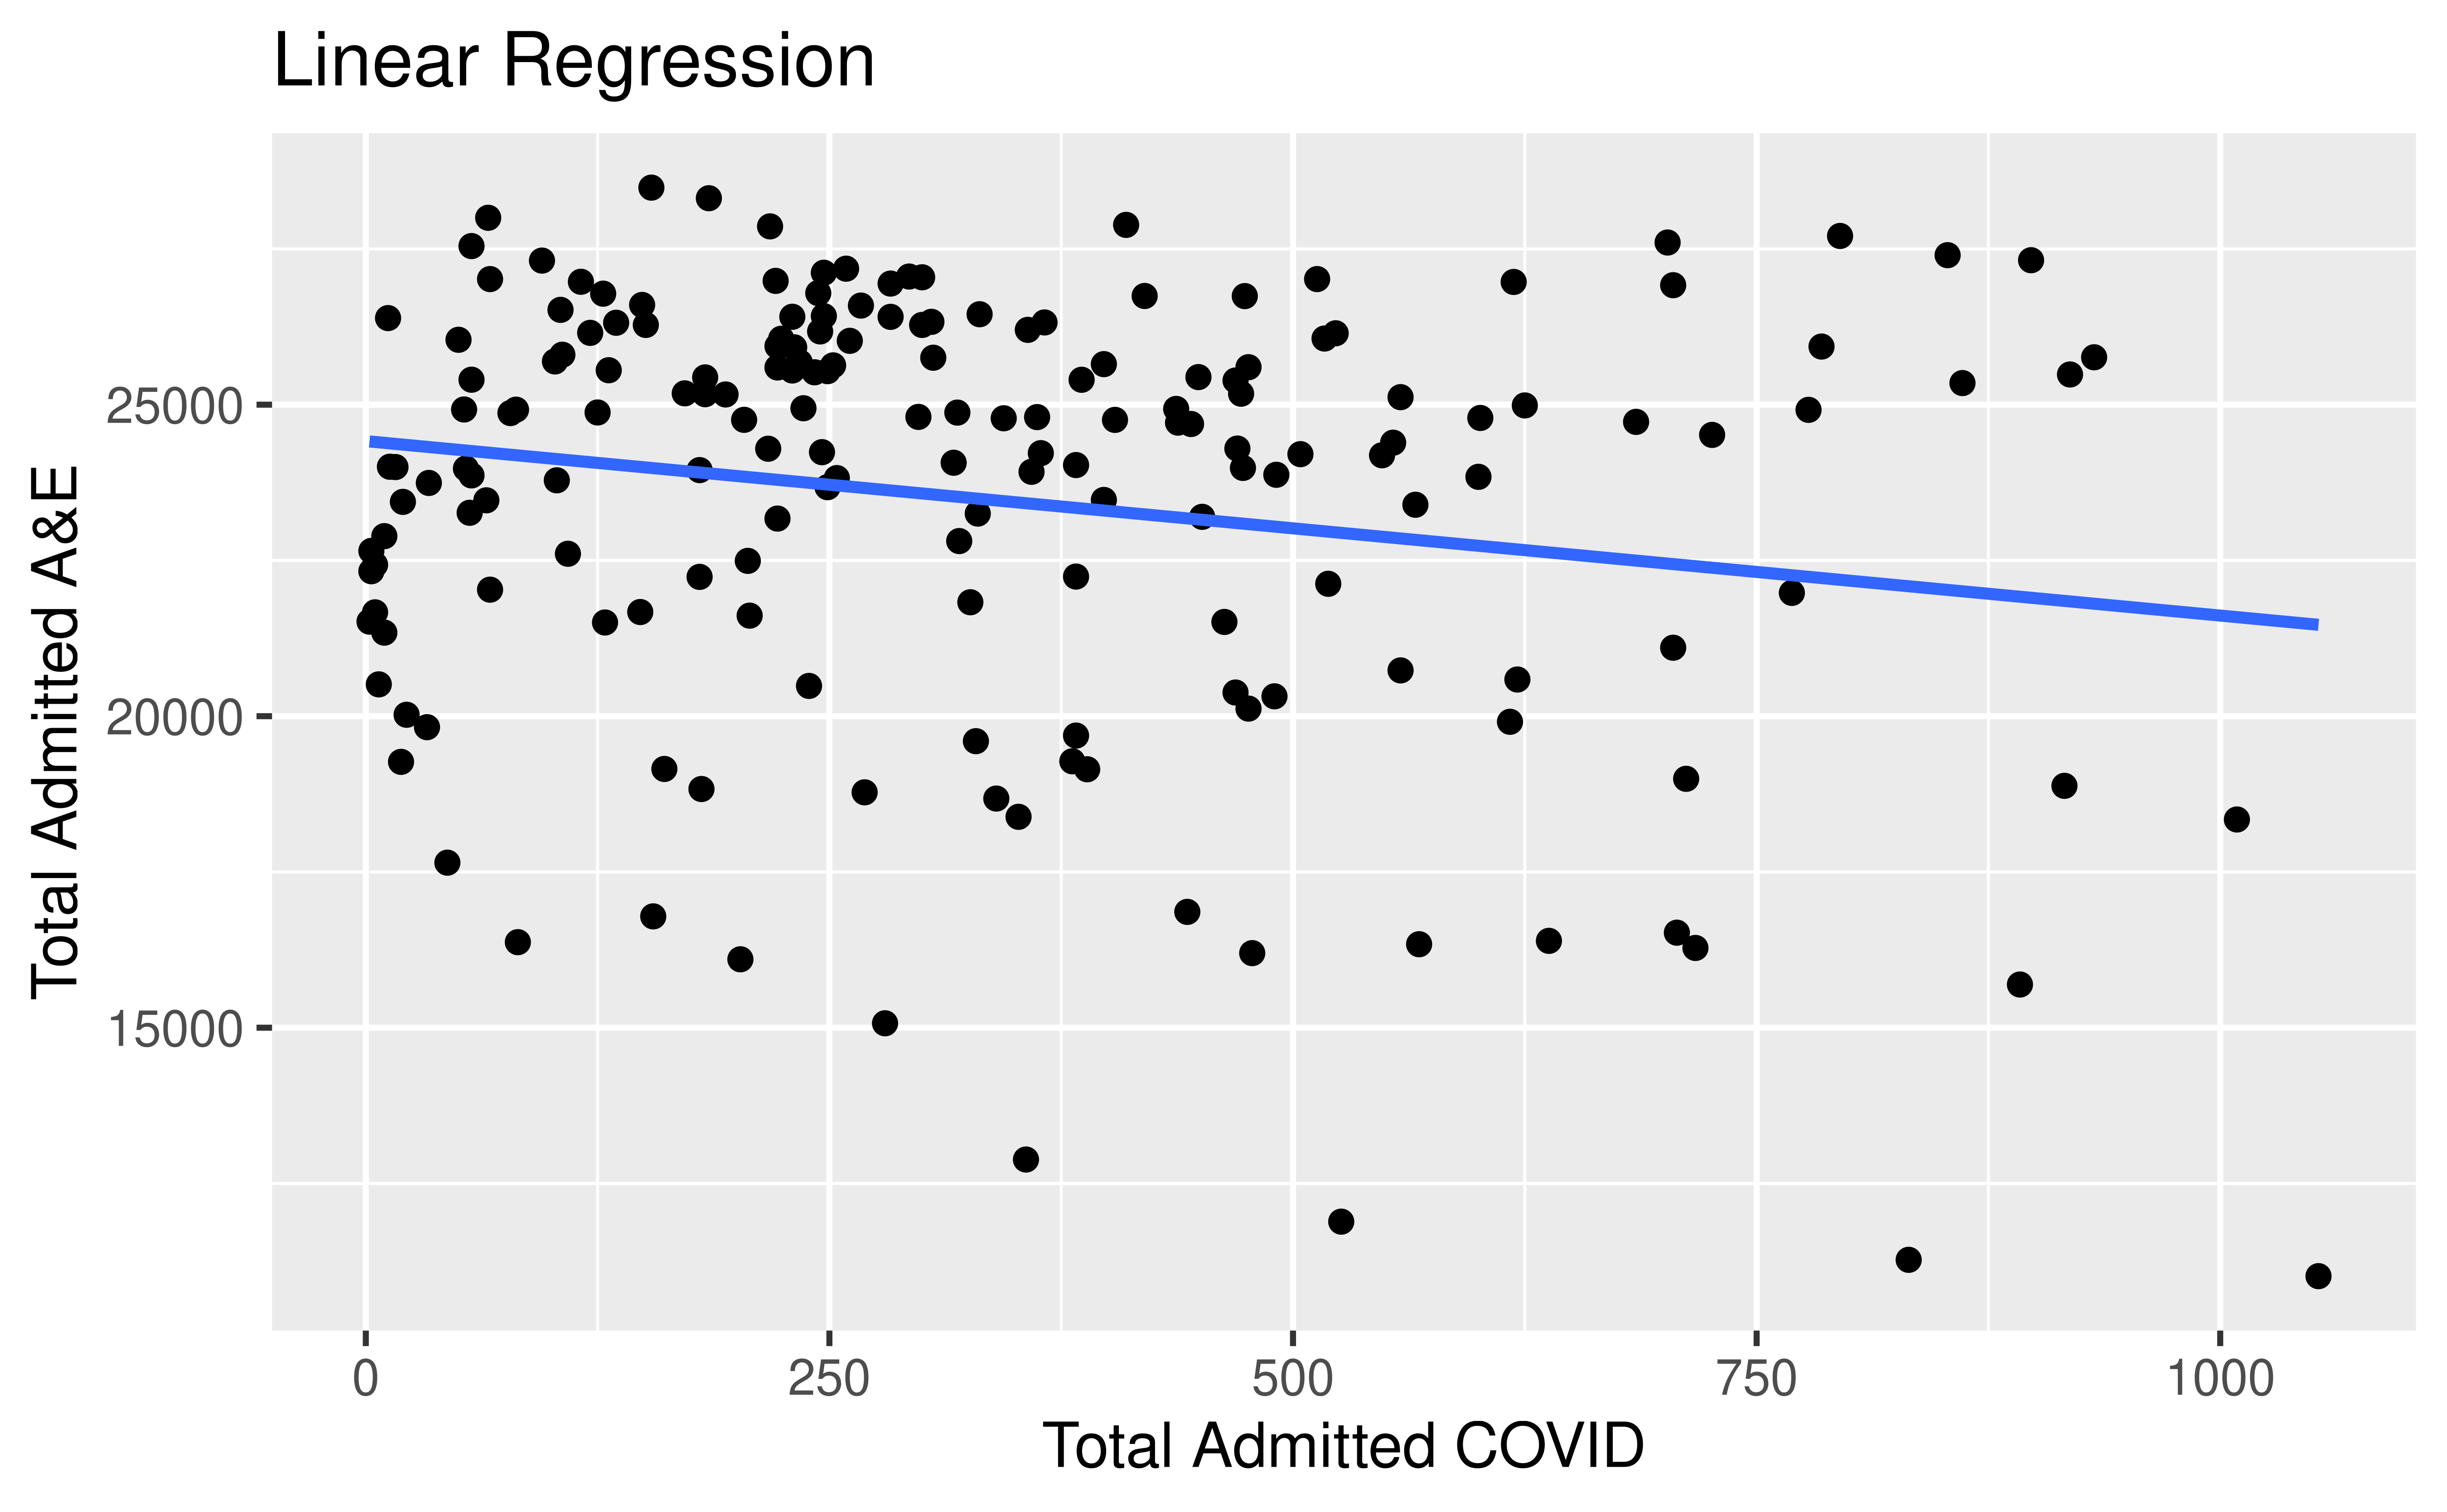 Linear Regression
Total Admitted A&E
25000
20000
15000
0 250 500 750 1000
Total Admitted COVID